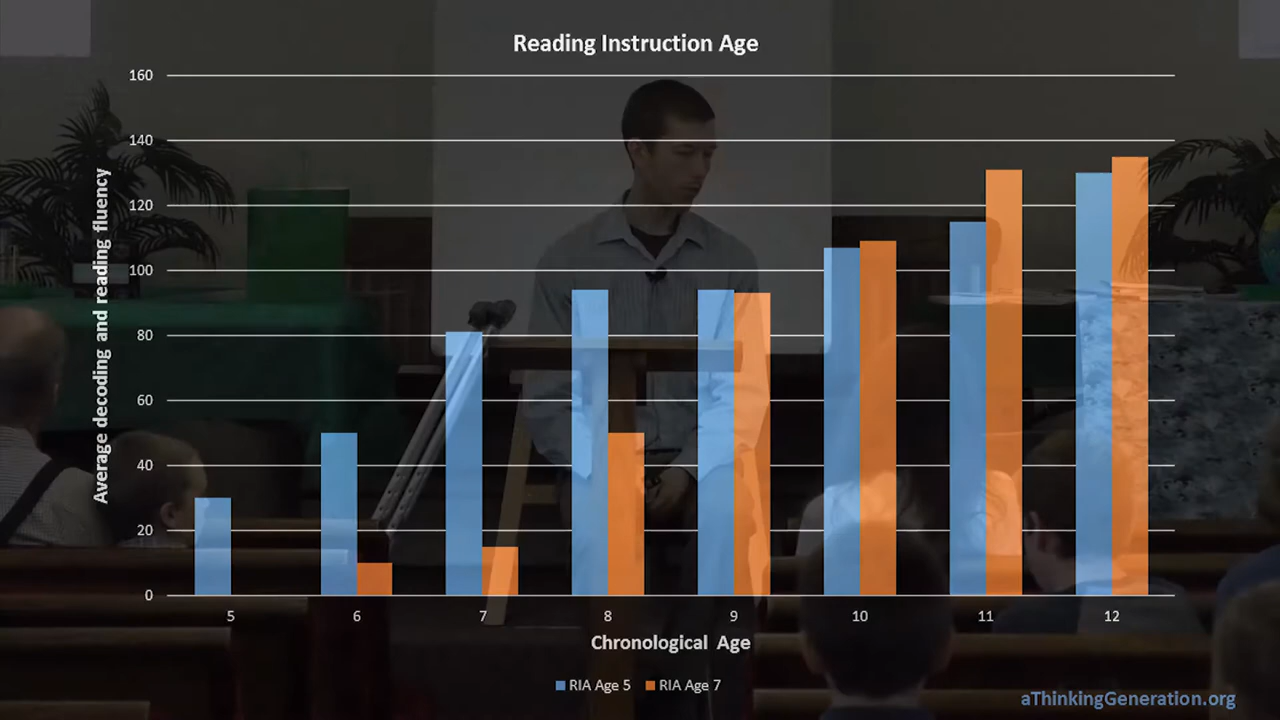 Reading Instruction Age
160
140
120
100
80
60
40
20
0
Average decoding and reading fluency
5 6 7 8 9 10 11 12
Chronological Age
RIA Age 5 RIA Age 7
aThinkingGeneration.org